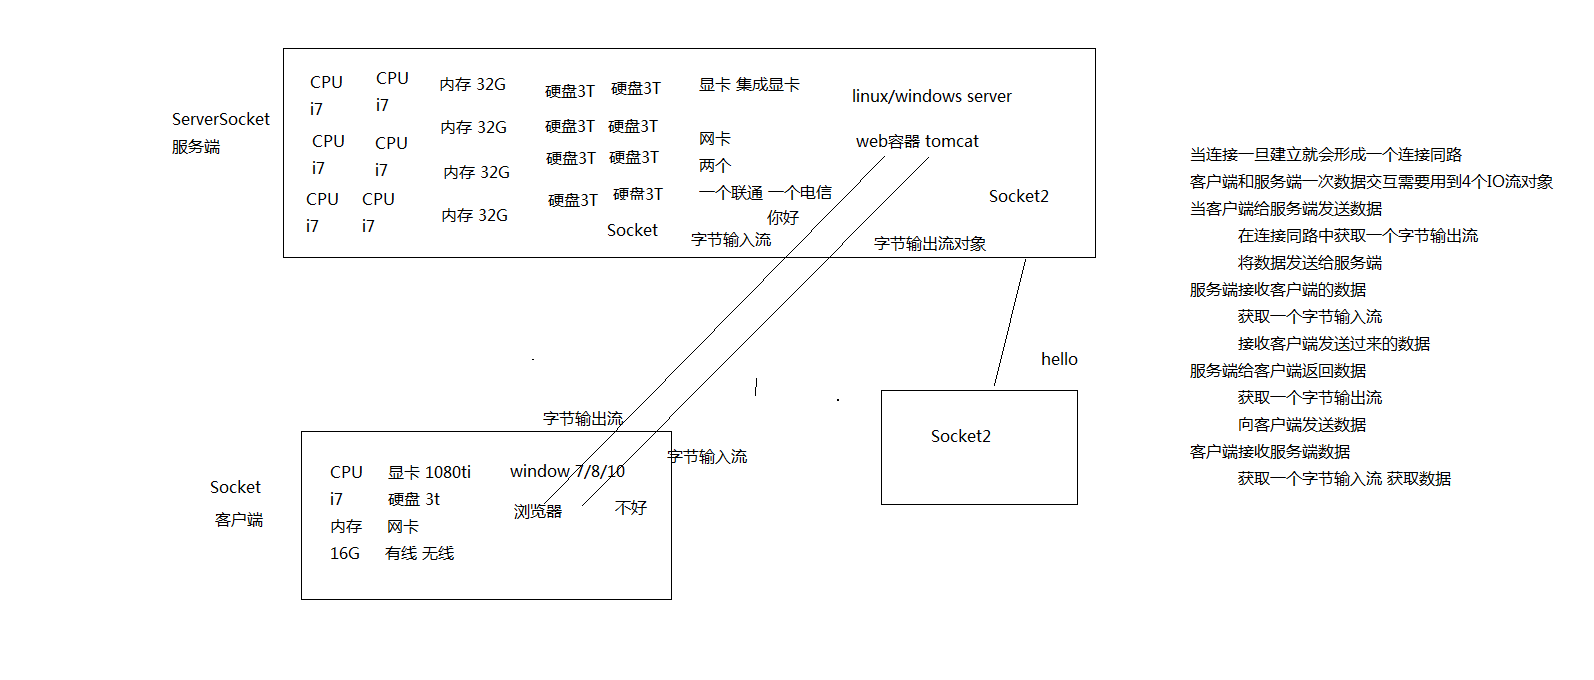 ServerSocket
服务端
CPU
i7
CPU
i7
CPU
i7
CPU
i7
CPU
i7
CPU
i7
内存 32G
内存 32G
内存 32G
内存 32G
硬盘3T
硬盘3T
硬盘3T
硬盘3T
硬盘3T
硬盘3T
硬盘3T
硬盘3T
显卡 集成显卡
网卡
两个
一个联通 一个电信
你好
linux/windows server
web容器 tomcat
Socket2
Socket
字节输入流
字节输出流对象
hello
Socket2
字节输出流
字节输入流
Socket
客户端
CPU
i7
内存
16G
显卡 1080ti
硬盘 3t
网卡
有线 无线
window 7/8/10
浏览器
不好
当连接一旦建立就会形成一个连接同路
客户端和服务端一次数据交互需要用到4个IO流对象
当客户端给服务端发送数据
在连接同路中获取一个字节输出流
将数据发送给服务端
服务端接收客户端的数据
获取一个字节输入流
接收客户端发送过来的数据
服务端给客户端返回数据
获取一个字节输出流
向客户端发送数据
客户端接收服务端数据
获取一个字节输入流 获取数据